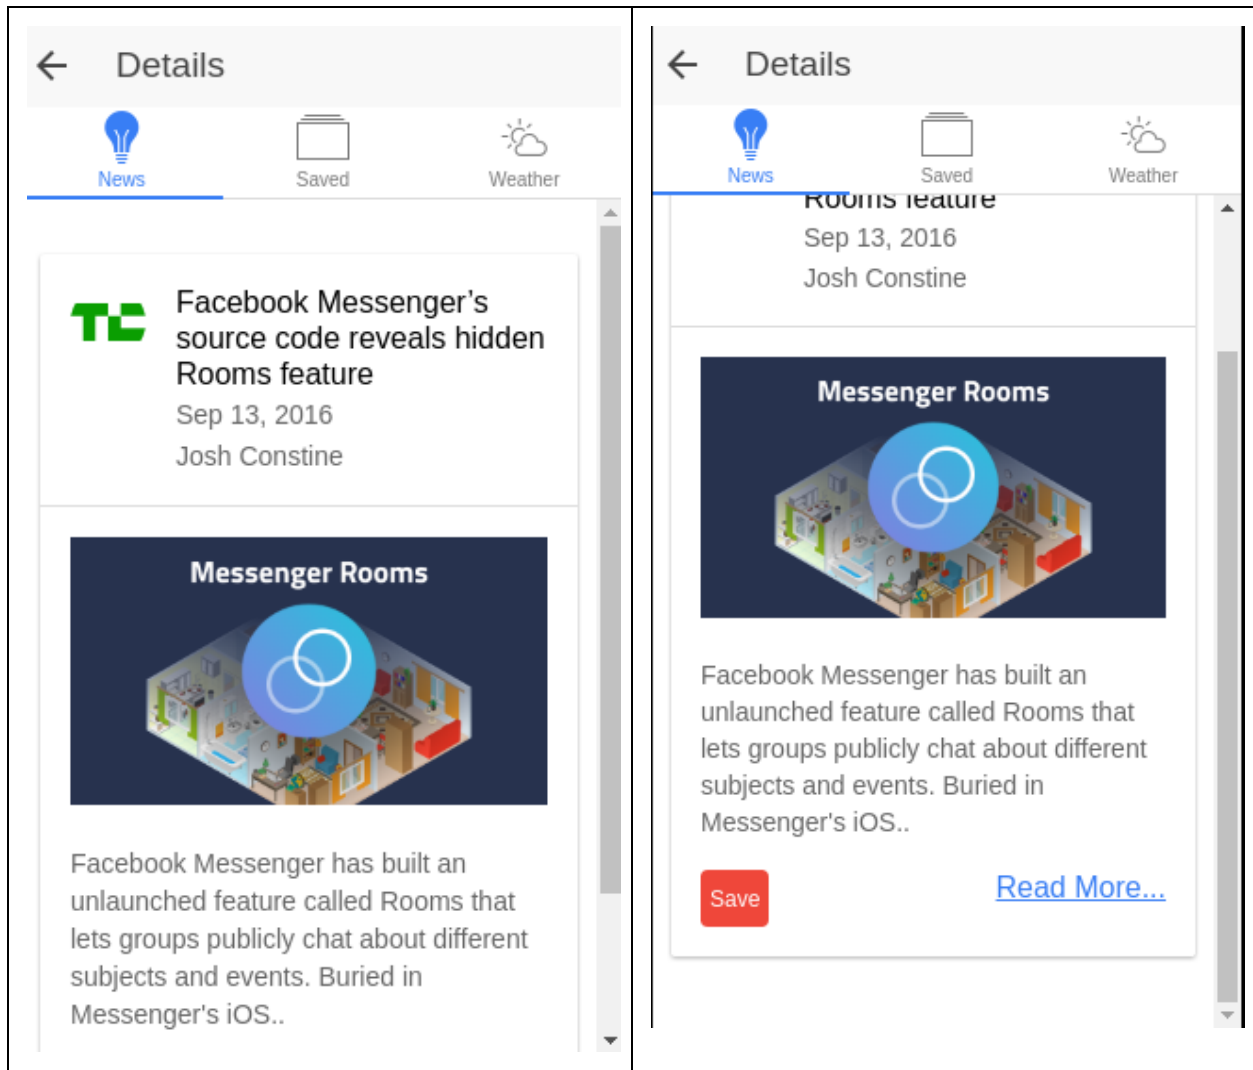 Details
News
Saved
Weather
TC
Facebook Messenger’s
source code reveals hidden
Rooms feature
Sep 13, 2016
Josh Constine
Messenger Rooms
Facebook Messenger has built an
unlaunched feature called Rooms that
lets groups publicly chat about different
subjects and events. Buried in
Messenger's iOS..
Details
News
Saved
Weather
Rooms feature
Sep 13, 2016
Josh Constine
Messenger Rooms
Facebook Messenger has built an
unlaunched feature called Rooms that
lets groups publicly chat about different
subjects and events. Buried in
Messenger's iOS..
Save
Read More...